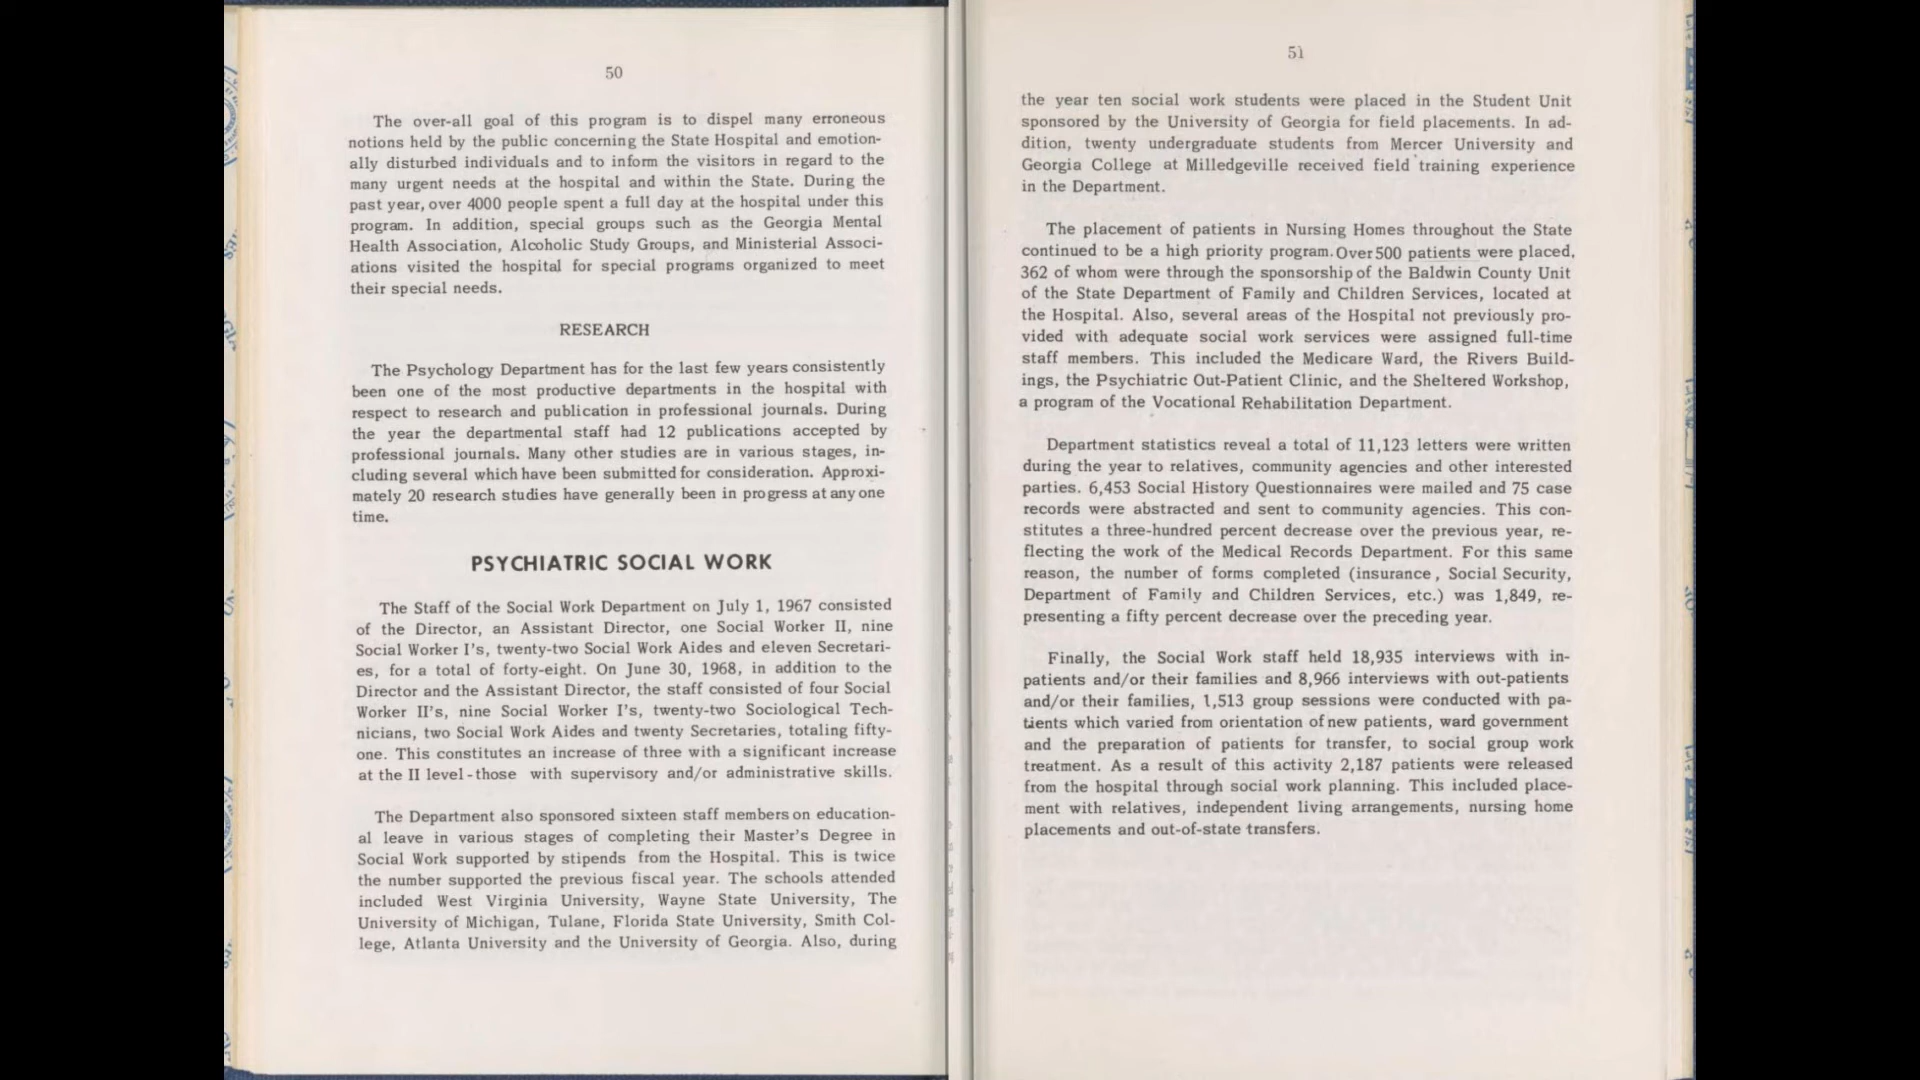 50
The over-all goal of this program is to dispel many erroneous
notions held by the public concerning the State Hospital and emotion-
ally disturbed individuals and to inform the visitors in regard to the
many urgent needs at the hospital and within the State. During the
past year, over 4000 people spent a full day at the hospital under this
program. In addition, special groups such as the Georgia Mental
Health Association, Alcoholic Study Groups, and Ministerial Associ-
ations visited the hospital for special programs organized to meet
their special needs.
RESEARCH
The Psychology Department has for the last few years consistently
been one of the most productive departments in the hospital with
respect to research and publication in professional journals. During
the year the departmental staff had 12 publications accepted by
professional journals. Many other studies are in various stages, in-
cluding several which have been submitted for consideration. Approxi-
mately 20 research studies have generally been in progress at any one
time.
PSYCHIATRIC SOCIAL WORK
The Staff of the Social Work Department on July 1, 1967 consisted
of the Director, an Assistant Director, one Social Worker II, nine
Social Worker I's, twenty-two Social Work Aides and eleven Secretari-
es, for a total of forty-eight. On June 30, 1968, in addition to the
Director and the Assistant Director, the staff consisted of four Social
Worker II's, nine Social Worker I's, twenty-two Sociological Tech-
nicians, two Social Work Aides and twenty Secretaries, totaling fifty-
one. This constitutes an increase of three with a significant increase
at the II level-those with supervisory and/or administrative skills.
The Department also sponsored sixteen staff members on education-
al leave in various stages of completing their Master's Degree in
Social Work supported by stipends from the Hospital. This is twice
the number supported the previous fiscal year. The schools attended
included West Virginia University, Wayne State University, The
University of Michigan, Tulane, Florida State University, Smith Col-
lege, Atlanta University and the University of Georgia. Also, during
51
the year ten social work students were placed in the Student Unit
sponsored by the University of Georgia for field placements. In ad-
dition, twenty undergraduate students from Mercer University and
Georgia College at Milledgeville received field training experience
in the Department.
The placement of patients in Nursing Homes throughout the State
continued to be a high priority program. Over 500 patients were placed,
362 of whom were through the sponsorship of the Baldwin County Unit
of the State Department of Family and Children Services, located at
the Hospital. Also, several areas of the Hospital not previously pro-
vided with adequate social work services were assigned full-time
staff members. This included the Medicare Ward, the Rivers Build-
ings, the Psychiatric Out-Patient Clinic, and the Sheltered Workshop,
a program of the Vocational Rehabilitation Department.
Department statistics reveal a total of 11,123 letters were written
during the year to relatives, community agencies and other interested
parties. 6,453 Social History Questionnaires were mailed and 75 case
records were abstracted and sent to community agencies. This con-
stitutes a three-hundred percent decrease over the previous year, re-
flecting the work of the Medical Records Department. For this same
reason, the number of forms completed (insurance, Social Security,
Department of Family and Children Services, etc.) was 1,849, re-
presenting a fifty percent decrease over the preceding year.
Finally, the Social Work staff held 18,935 interviews with in-
patients and/or their families and 8,966 interviews with out-patients
and/or their families, 1,513 group sessions were conducted with pa-
tients which varied from orientation of new patients, ward government
and the preparation of patients for transfer, to social group work
treatment. As a result of this activity 2,187 patients were released
from the hospital through social work planning. This included place-
ment with relatives, independent living arrangements, nursing home
placements and out-of-state transfers.